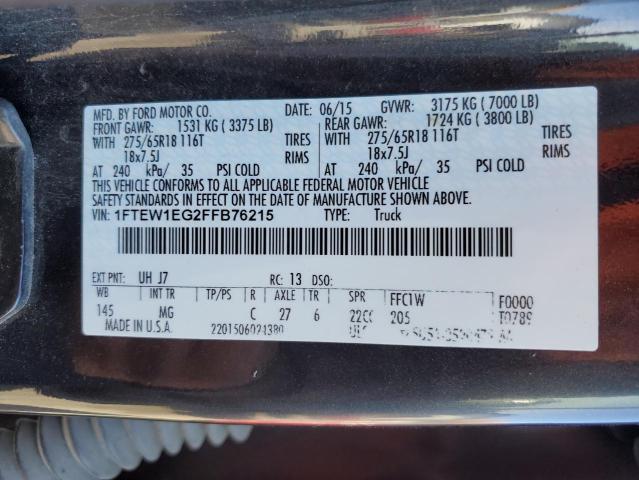 MFD. BY FORD MOTOR CO. DATE: 06/15 GVWR: 3175 KG ( 7000 LB)
FRONT GAWR: 1531 KG ( 3375 LB) REAR GAWR: 1724 KG ( 3800 LB)
WITH 275/65R18 116T TIRES WITH 275/65R18 116T TIRES
18x7.5J RIMS 18x7.5J RIMS
AT 240 kPa/ 35 PSI COLD AT 240 kPa/ 35 PSI COLD
THIS VEHICLE CONFORMS TO ALL APPLICABLE FEDERAL MOTOR VEHICLE
SAFETY STANDARDS IN EFFECT ON THE DATE OF MANUFACTURE SHOWN ABOVE.
VIN: 1FTEW1EG2FFB76215 TYPE: Truck
EXT PNT: UH J7 RC: 13 DSO:
WB INT TR TP/PS R AXLE TR SPR FFC1W F0000
145 MG C 27 6 22CC 205 T0789
MADE IN U.S.A. 2201506021380